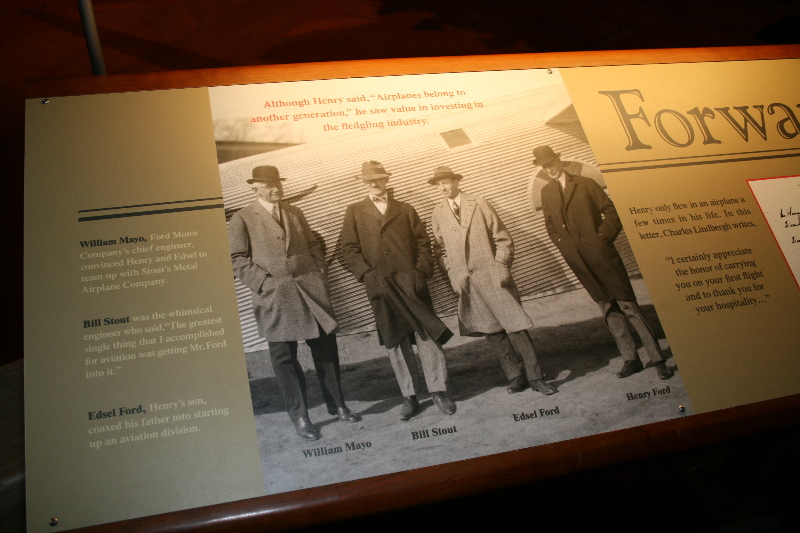 Although Henry said, "Airplanes belong to
another generation," he saw value in investing in
the fledgling industry.
William Mayo, Ford Motor
Company's chief engineer,
convinced Henry and Edsel to
team up with Stout's Metal
Airplane Company.
Bill Stout was the whimsical
engineer who said, "The greatest
single thing that I accomplished
for aviation was getting Mr. Ford
into it."
Edsel Ford, Henry's son,
coaxed his father into starting
up an aviation division.
William Mayo
Bill Stout
Edsel Ford
Henry Ford
Forwa
Henry only flew in an airplane a
few times in his life. In this
letter, Charles Lindbergh writes,
"I certainly appreciate
the honor of carrying
you on your first flight
and to thank you for
your hospitality..."